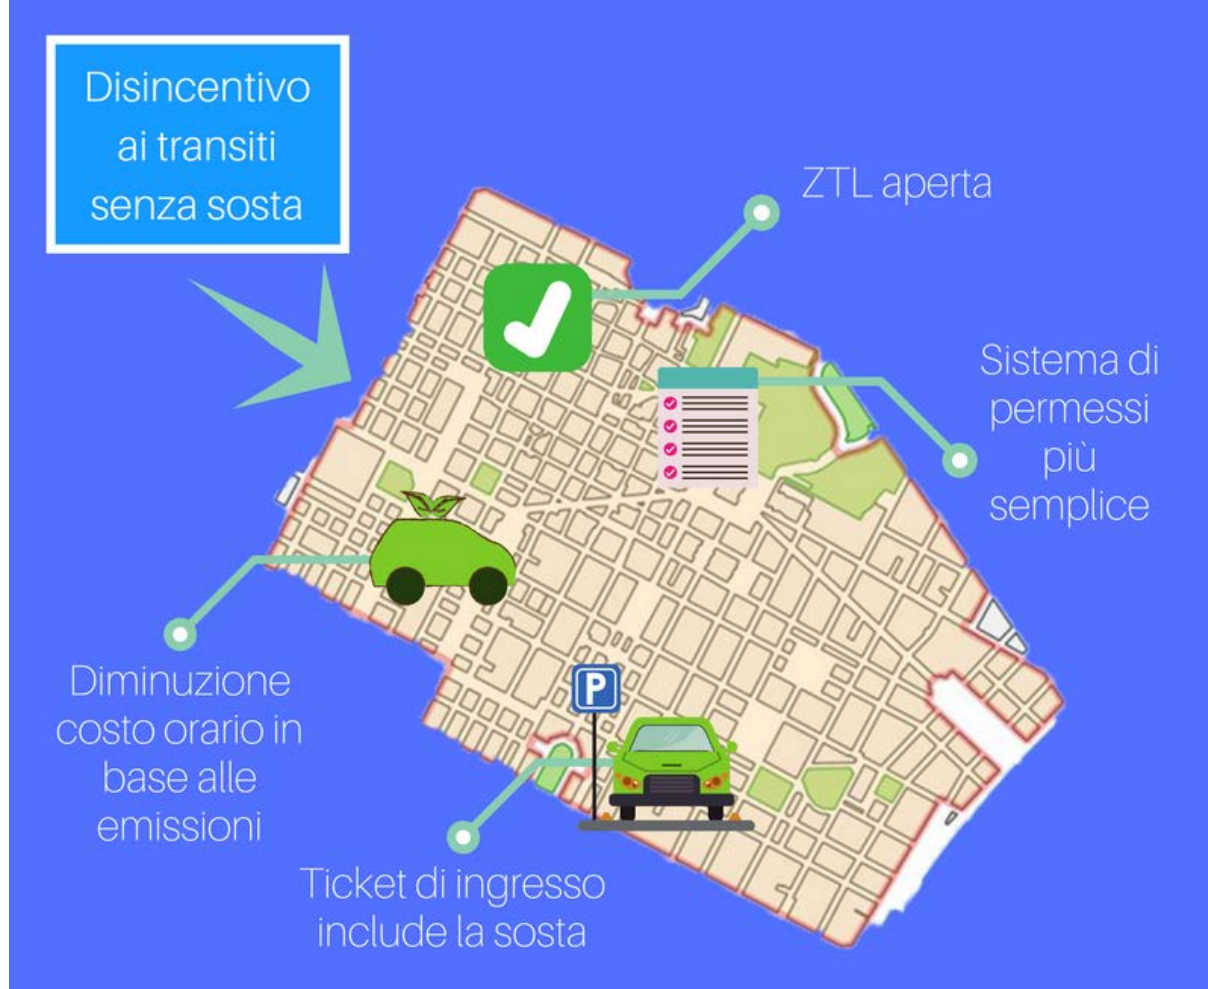 Disincentivo
ai transiti
senza sosta
ZTL aperta
Sistema di
permessi
più
semplice
Diminuzione
costo orario in
base alle
emissioni
P
Ticket di ingresso
include la sosta